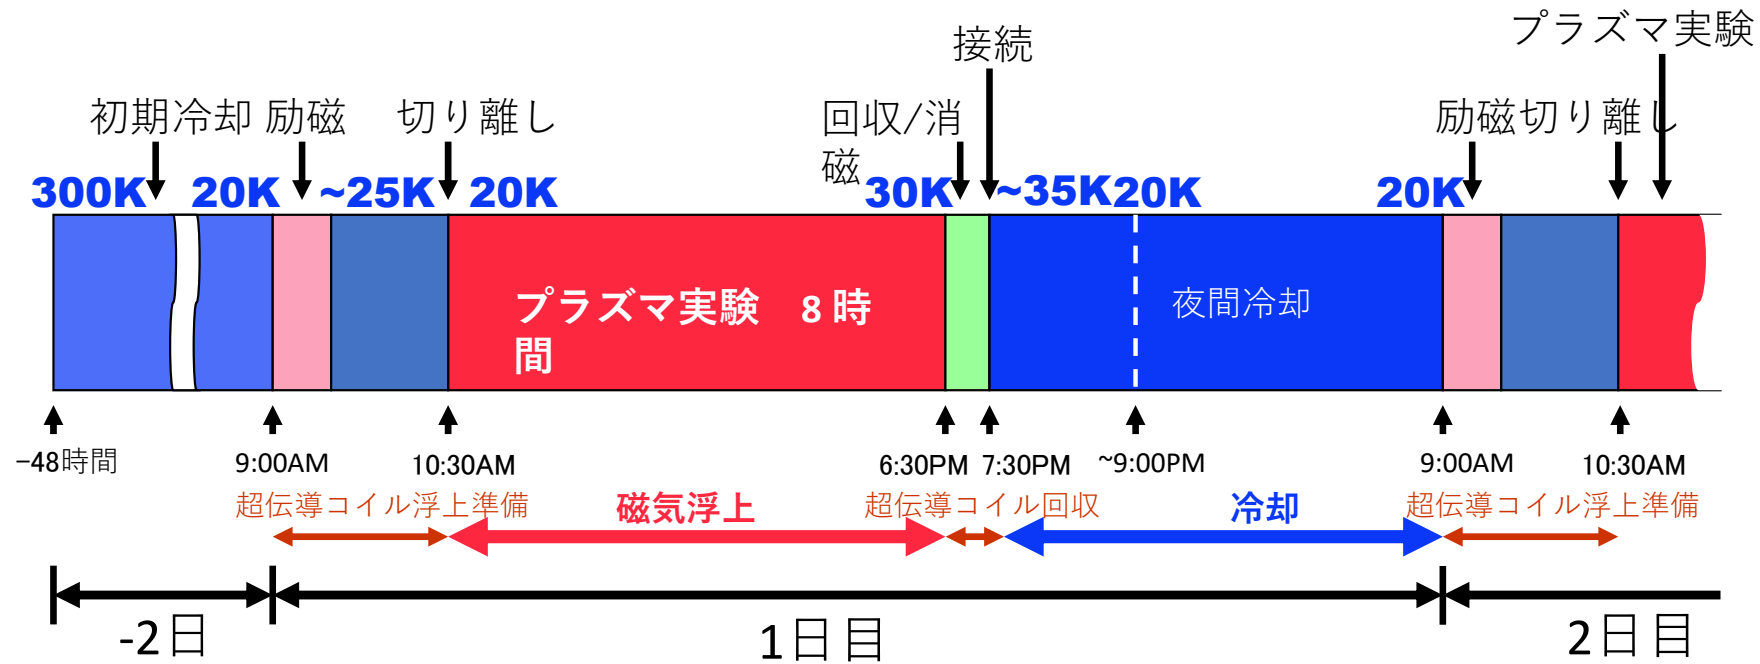 プラズマ実験
接続
初期冷却 励磁 切り離し
回収/消
磁
励磁切り離し
300K 20K ~25K 20K 30K ~35K 20K 20K
プラズマ実験　8時
間
夜間冷却
−48時間 9:00AM 10:30AM 6:30PM 7:30PM ~9:00PM 9:00AM 10:30AM
超伝導コイル浮上準備 磁気浮上 超伝導コイル回収 冷却 超伝導コイル浮上準備
-2日 1日目 2日目